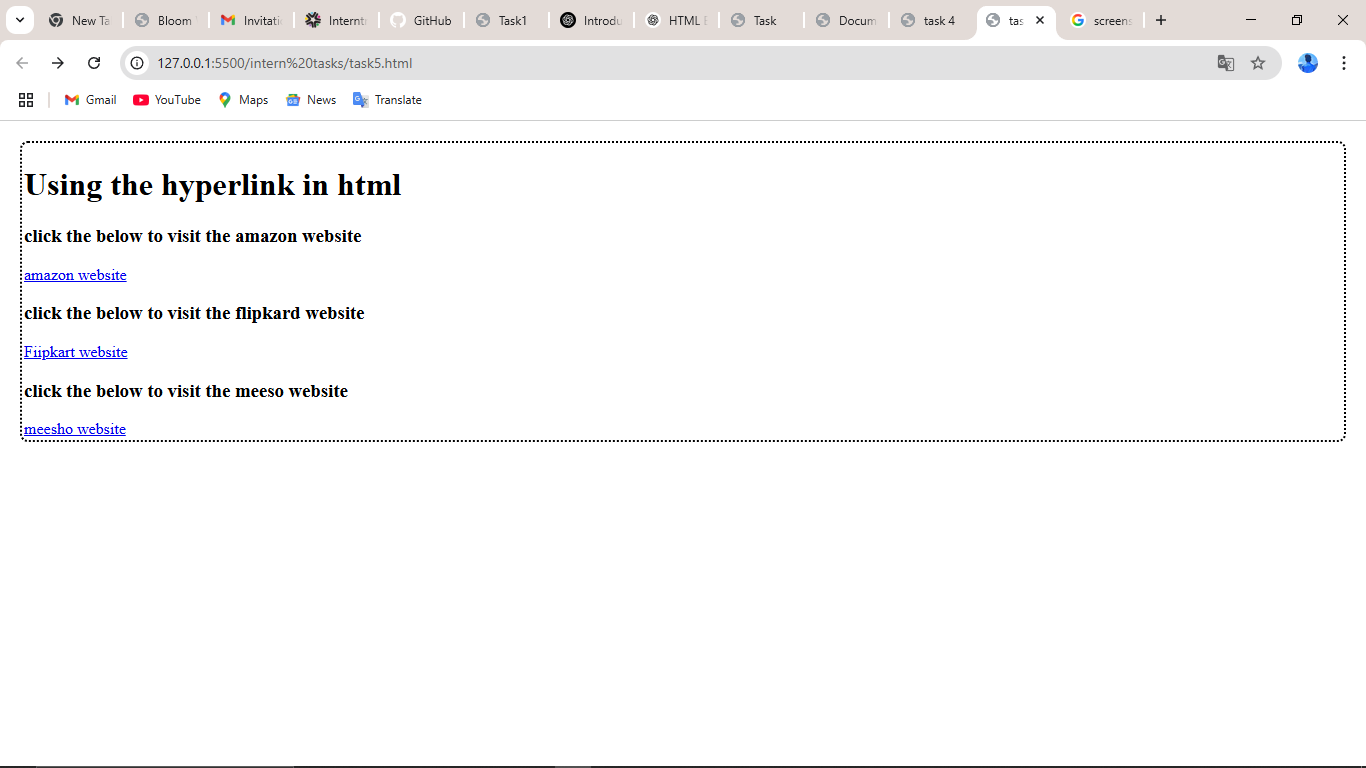 New Ta
Bloom
Invitati
Interntr
GitHub
Task1
Introdu
HTML E
Task
Docum
task 4
tas
screens
127.0.0.1:5500/intern%20tasks/task5.html
Gmail
YouTube
Maps
News
Translate
Using the hyperlink in html
click the below to visit the amazon website
amazon website
click the below to visit the flipkard website
Fiipkart website
click the below to visit the meeso website
meesho website